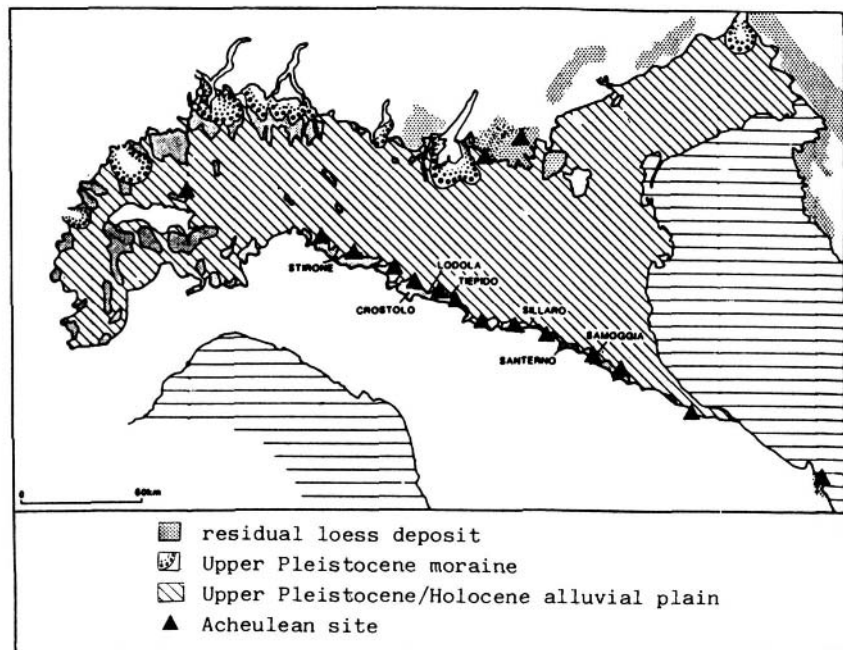 STIRONE
LODOLA
TIEPIDO
CROSTOLO
SILLARO
SAMOGGIA
SANTERNO
0 50km
residual loess deposit
Upper Pleistocene moraine
Upper Pleistocene/Holocene alluvial plain
Acheulean site